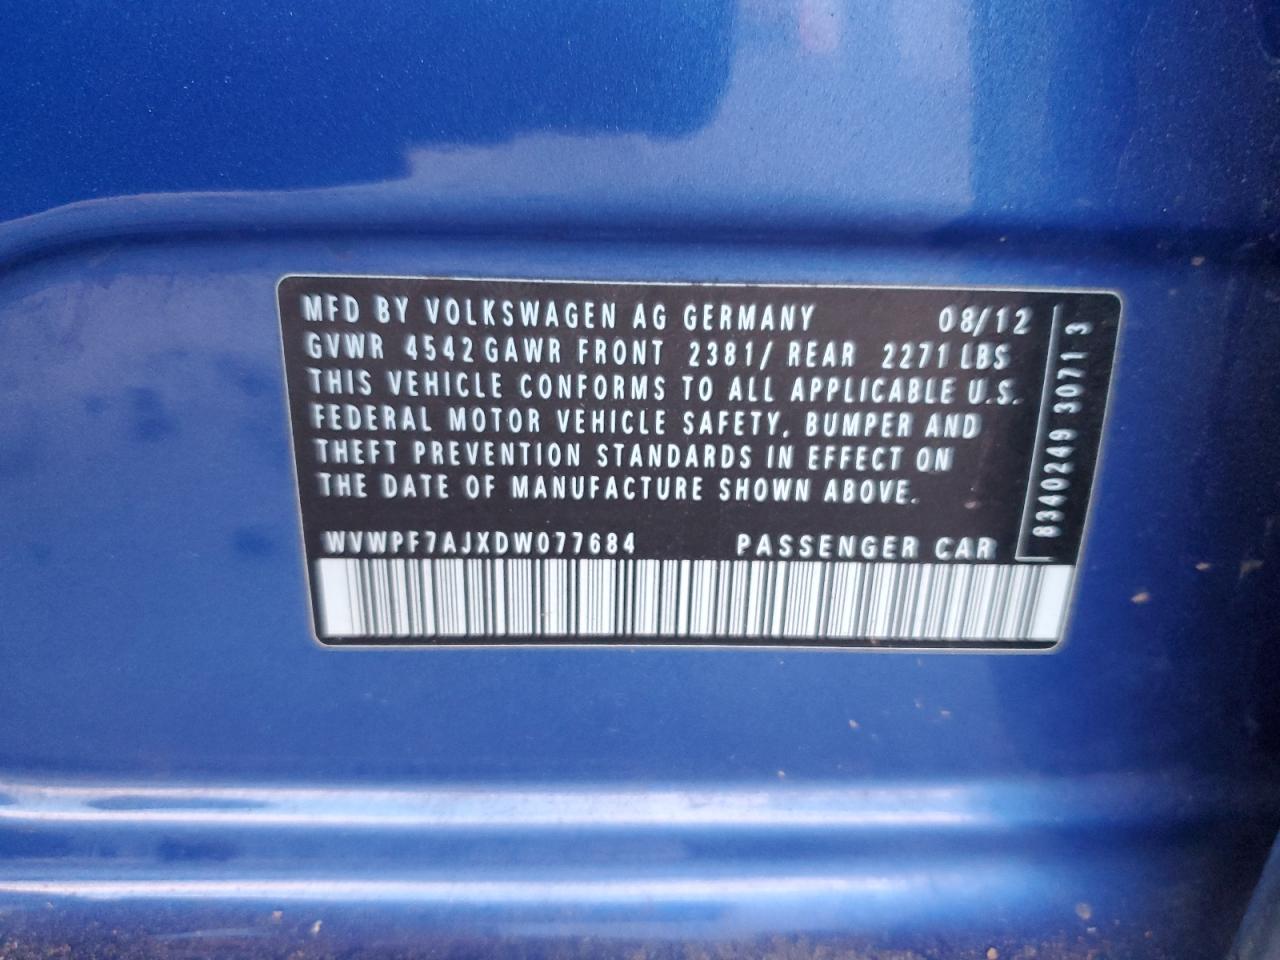 MFD BY VOLKSWAGEN AG GERMANY 08/12
GVWR 4542 GAWR FRONT 2381/ REAR 2271 LBS
THIS VEHICLE CONFORMS TO ALL APPLICABLE U.S.
FEDERAL MOTOR VEHICLE SAFETY, BUMPER AND
THEFT PREVENTION STANDARDS IN EFFECT ON
THE DATE OF MANUFACTURE SHOWN ABOVE.
WVWPF7AJXDW077684 PASSENGER CAR
8340249 3071 3